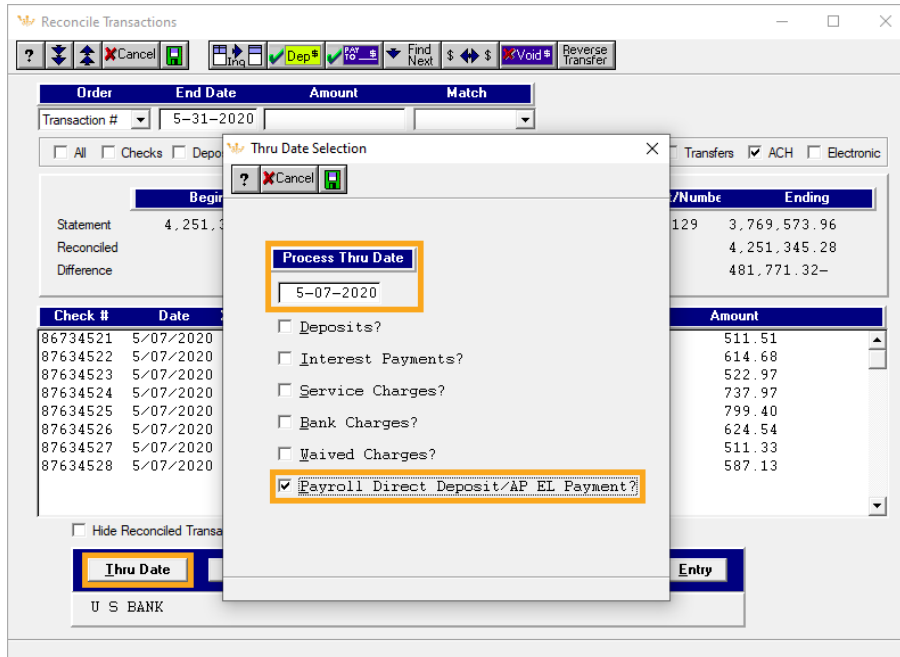 Reconcile Transactions
? Cancel Inq Dep$ PAY TO $ Find Next $ $ Void$ Reverse Transfer
Order End Date Amount Match
Transaction # 5-31-2020
All Checks Depo Transfers ACH Electronic
Thru Date Selection
? Cancel
Begin /Numbe Ending
Statement 4,251,3 129 3,769,573.96
Reconciled 4,251,345.28
Difference 481,771.32-
Process Thru Date
5-07-2020
Deposits?
Interest Payments?
Service Charges?
Bank Charges?
Waived Charges?
Payroll Direct Deposit/AP EL Payment?
Check # Date Amount
86734521 5/07/2020 511.51
87634522 5/07/2020 614.68
87634523 5/07/2020 522.97
87634524 5/07/2020 737.97
87634525 5/07/2020 799.40
87634526 5/07/2020 624.54
87634527 5/07/2020 511.33
87634528 5/07/2020 587.13
Hide Reconciled Transa
Thru Date Entry
U S BANK